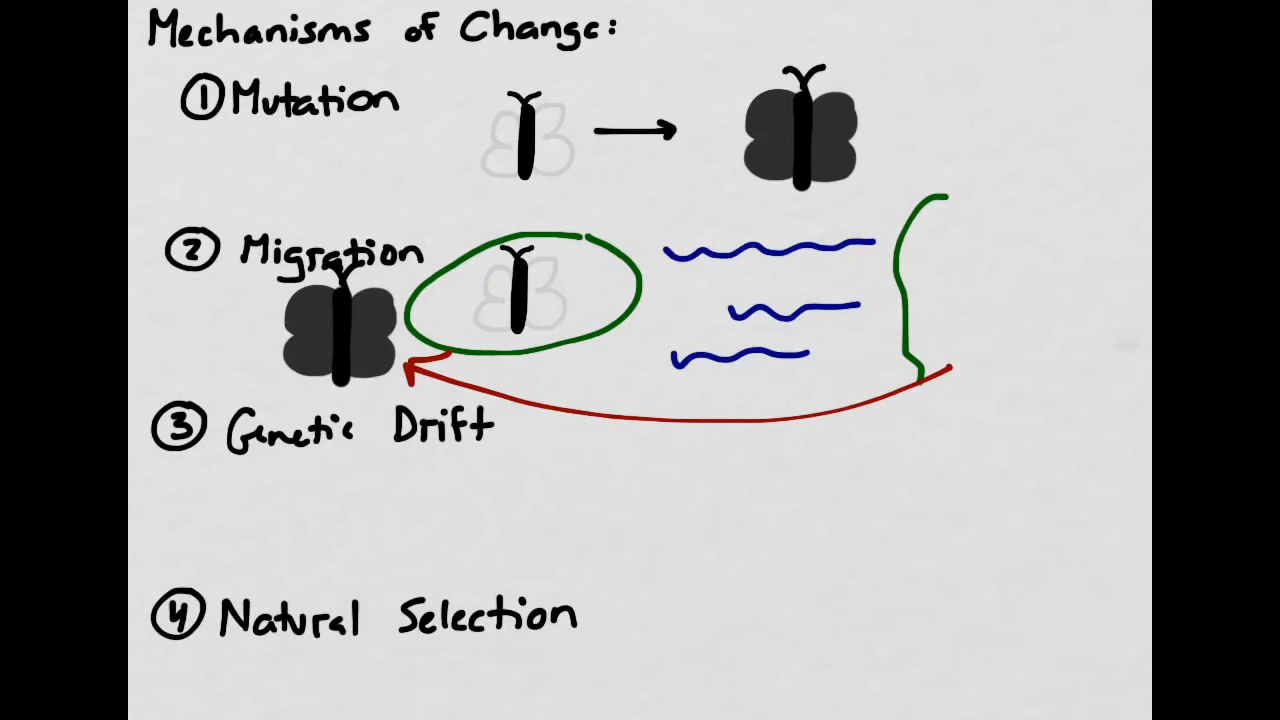 Mechanisms of Change:
① Mutation
② Migration
③ Genetic Drift
④ Natural Selection